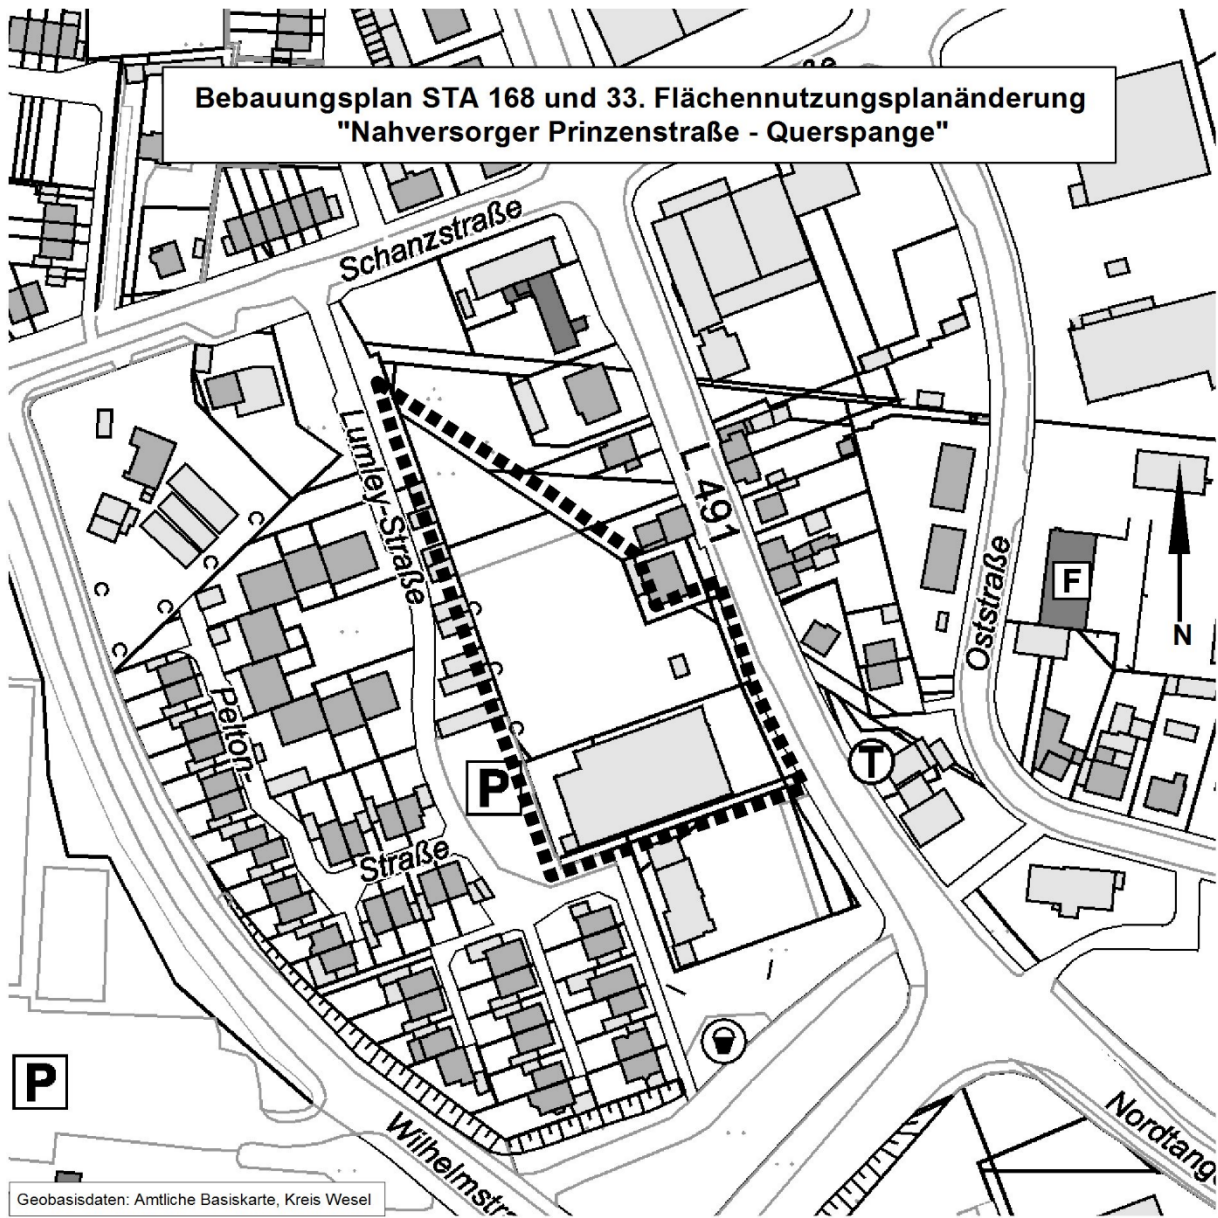 Bebauungsplan STA 168 und 33. Flächennutzungsplanänderung
"Nahversorger Prinzenstraße - Querspange"
Schanzstraße
Lumley-Straße
491
Oststraße
F
N
Pelton-
Straße
P
T
P
i
Wilhelmstr
Nordtang
Geobasisdaten: Amtliche Basiskarte, Kreis Wesel